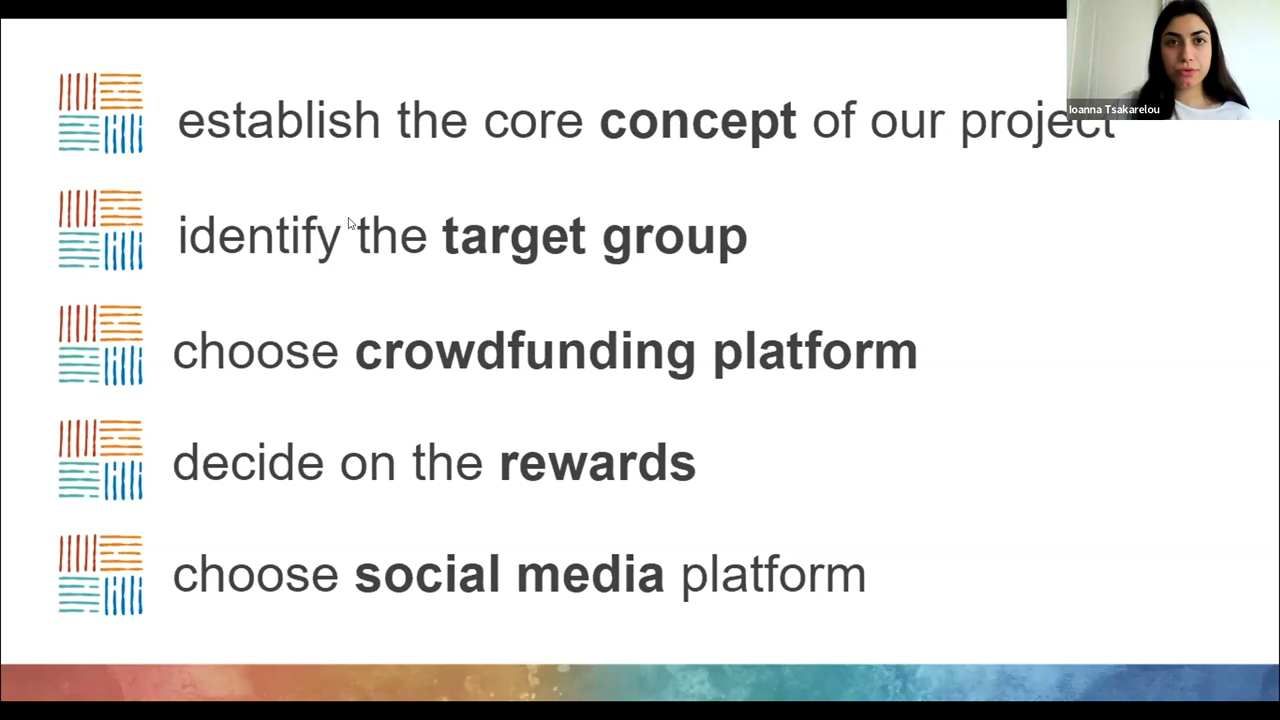 Ioanna Tsakarelou
establish the core concept of our project
identify the target group
choose crowdfunding platform
decide on the rewards
choose social media platform